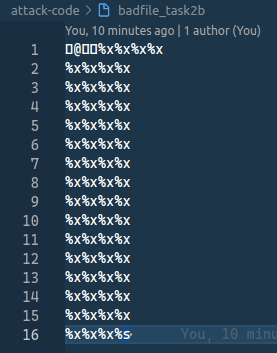 attack-code > badfile_task2b
You, 10 minutes ago | 1 author (You)
1 �@��%x%x%x%x
2 %x%x%x%x
3 %x%x%x%x
4 %x%x%x%x
5 %x%x%x%x
6 %x%x%x%x
7 %x%x%x%x
8 %x%x%x%x
9 %x%x%x%x
10 %x%x%x%x
11 %x%x%x%x
12 %x%x%x%x
13 %x%x%x%x
14 %x%x%x%x
15 %x%x%x%x
16 %x%x%x%s You, 10 minu